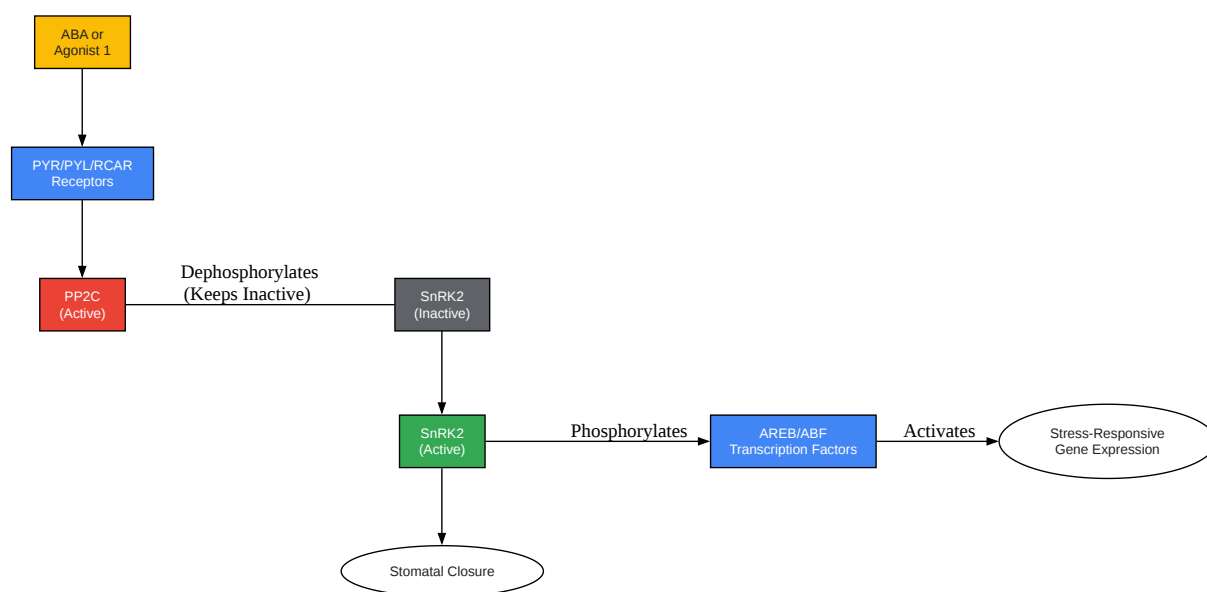 ABA or
Agonist 1
PYR/PYL/RCAR
Receptors
PP2C
(Active)
Dephosphorylates
(Keeps Inactive)
SnRK2
(Inactive)
SnRK2
(Active)
Phosphorylates
AREB/ABF
Transcription Factors
Activates
Stress-Responsive
Gene Expression
Stomatal Closure